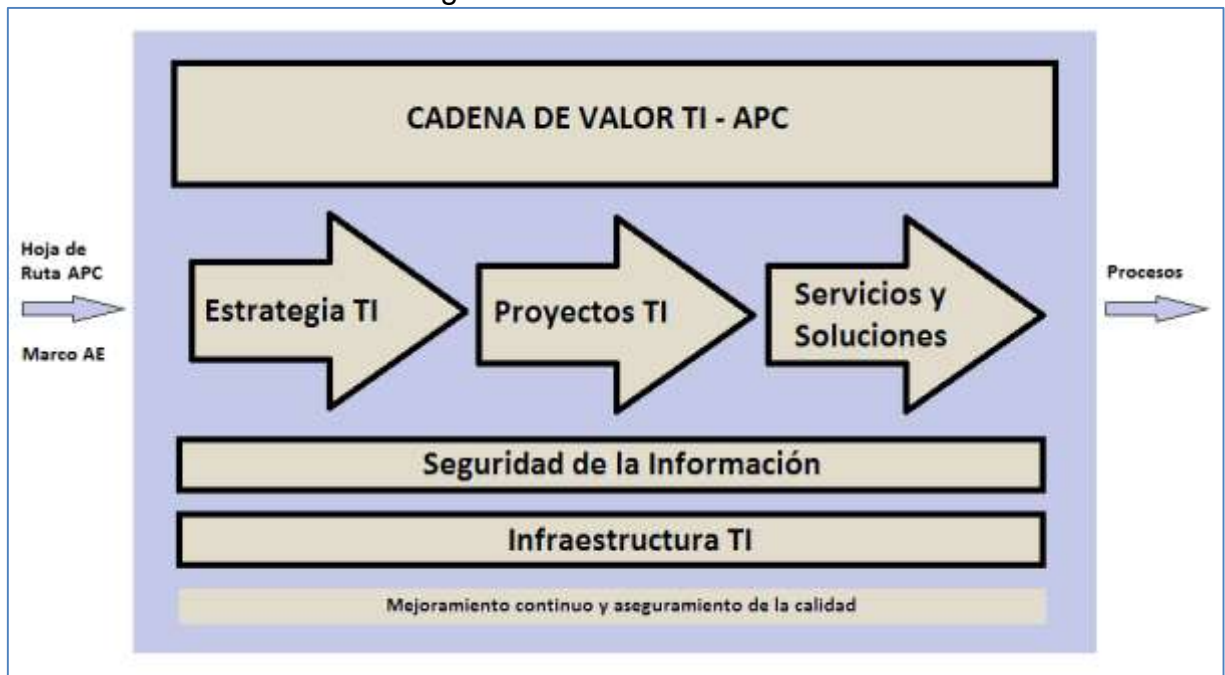 CADENA DE VALOR TI - APC
Hoja de
Ruta APC
Marco AE
Estrategia TI
Proyectos TI
Servicios y
Soluciones
Procesos
Seguridad de la Información
Infraestructura TI
Mejoramiento continuo y aseguramiento de la calidad